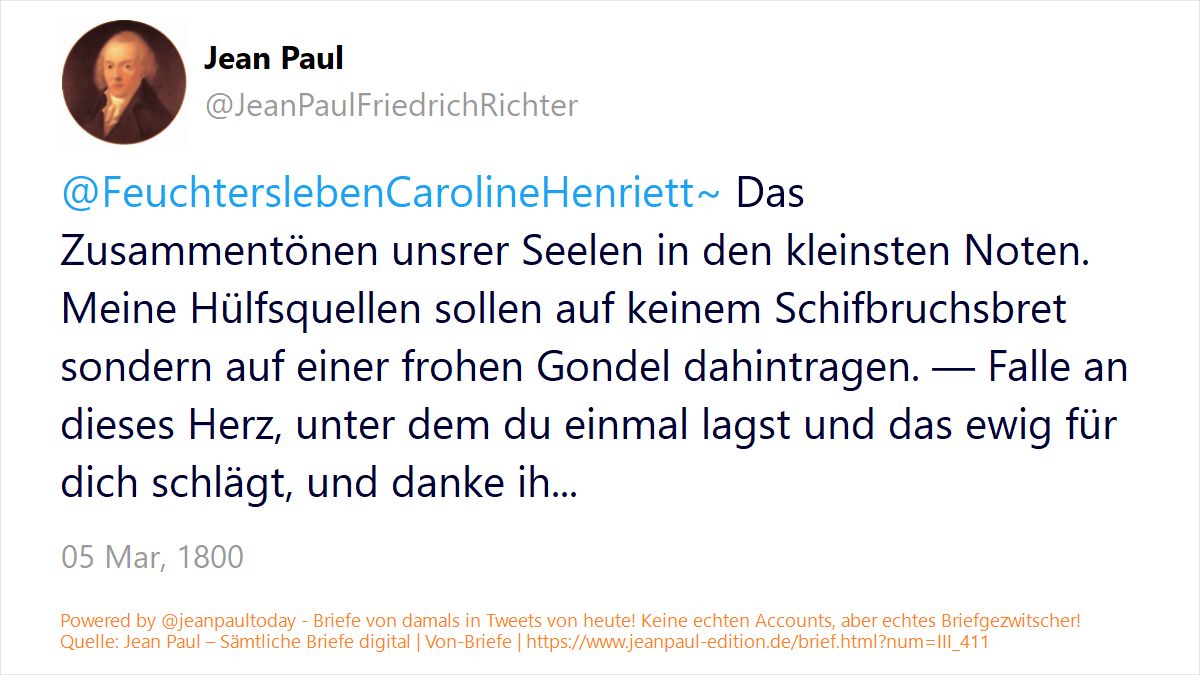 Jean Paul
@JeanPaulFriedrichRichter
@FeuchterslebenCarolineHenriett~ Das
Zusammentönen unsrer Seelen in den kleinsten Noten.
Meine Hülfsquellen sollen auf keinem Schifbruchsbret
sondern auf einer frohen Gondel dahintragen. — Falle an
dieses Herz, unter dem du einmal lagst und das ewig für
dich schlägt, und danke ih...
05 Mar, 1800
Powered by @jeanpaultoday - Briefe von damals in Tweets von heute! Keine echten Accounts, aber echtes Briefgezwitscher!
Quelle: Jean Paul – Sämtliche Briefe digital | Von-Briefe | https://www.jeanpaul-edition.de/brief.html?num=III_411